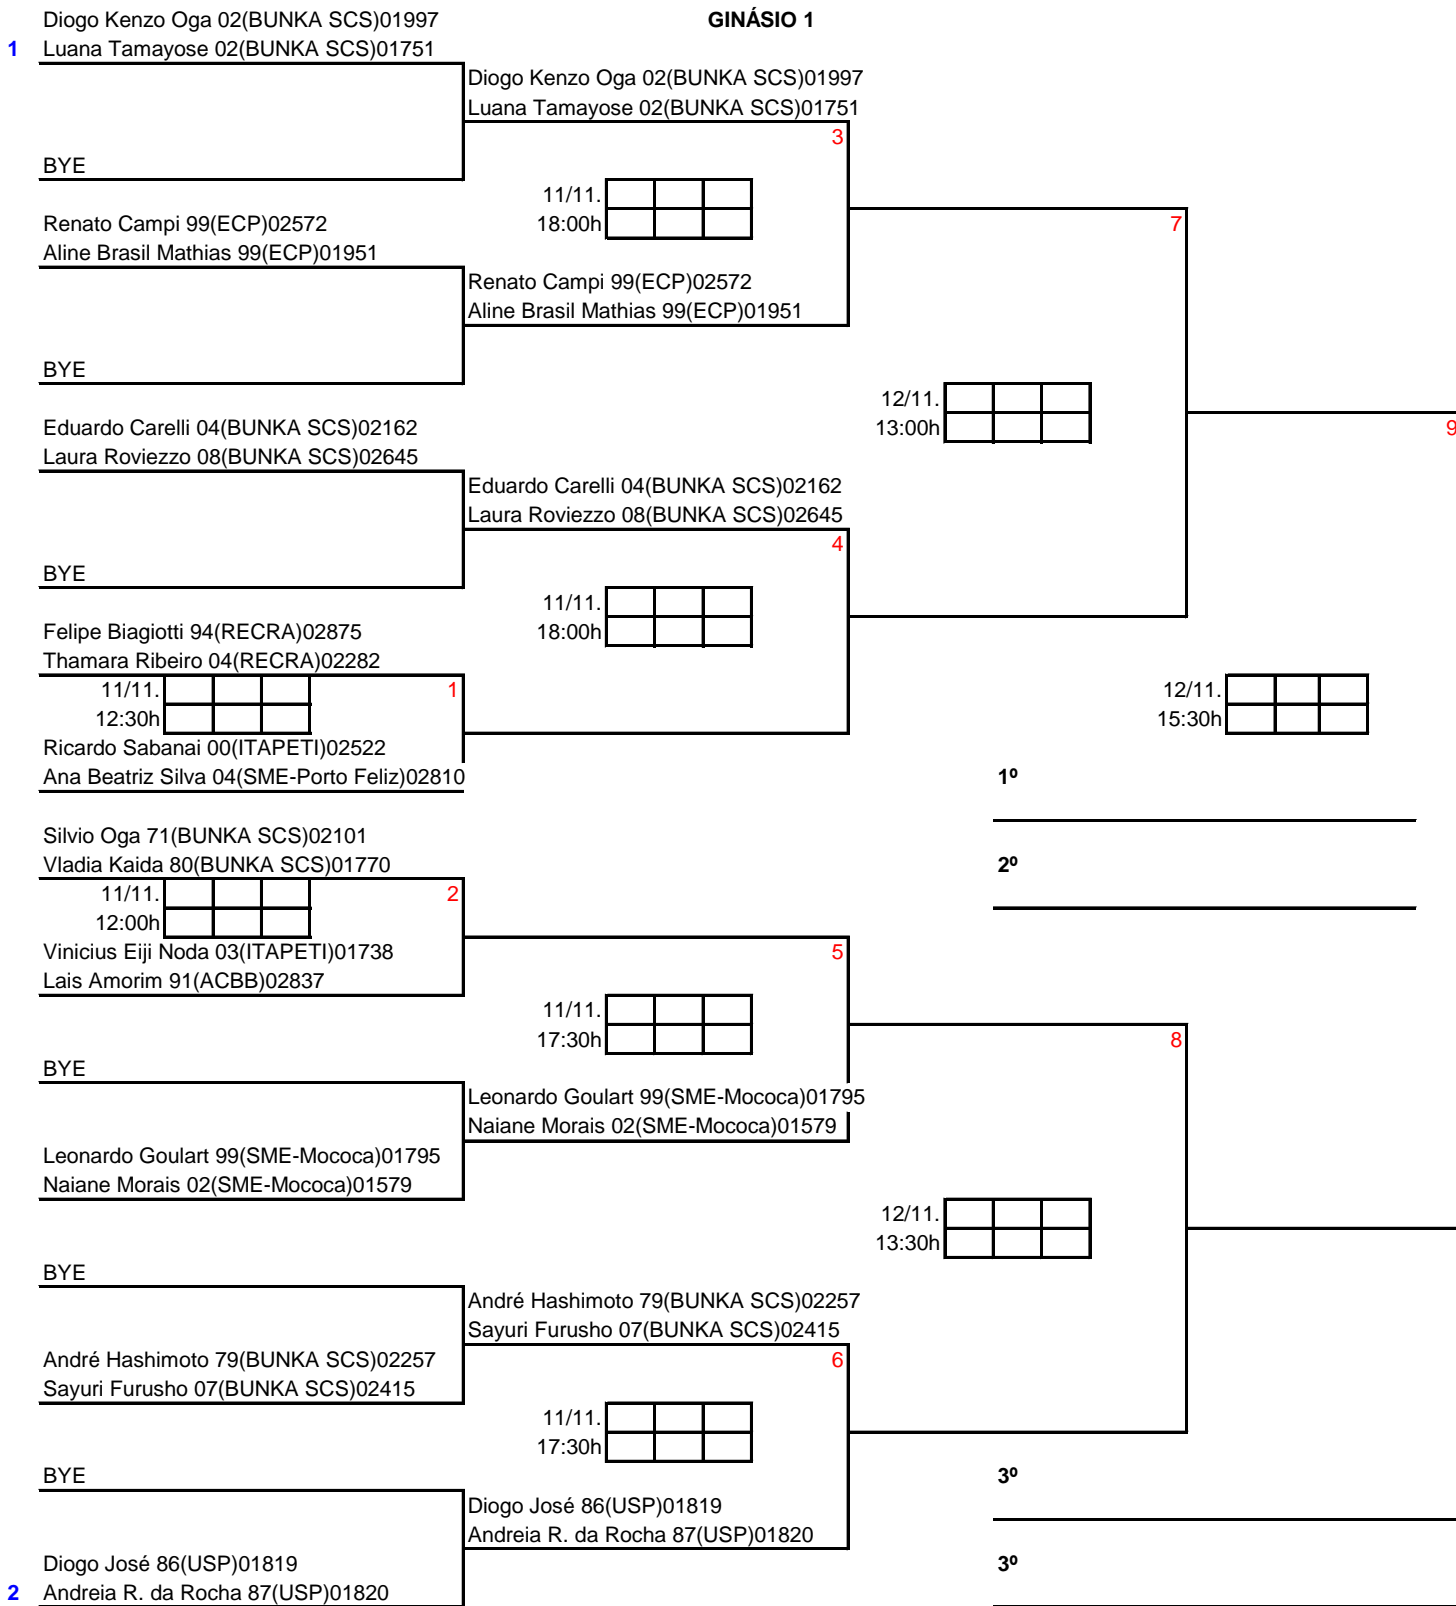 Diogo Kenzo Oga 02(BUNKA SCS)01997
GINÁSIO 1
1 Luana Tamayose 02(BUNKA SCS)01751
Diogo Kenzo Oga 02(BUNKA SCS)01997
Luana Tamayose 02(BUNKA SCS)01751
3
BYE
11/11.
18:00h
Renato Campi 99(ECP)02572
7
Aline Brasil Mathias 99(ECP)01951
Renato Campi 99(ECP)02572
Aline Brasil Mathias 99(ECP)01951
BYE
12/11.
13:00h
Eduardo Carelli 04(BUNKA SCS)02162
9
Laura Roviezzo 08(BUNKA SCS)02645
Eduardo Carelli 04(BUNKA SCS)02162
Laura Roviezzo 08(BUNKA SCS)02645
4
BYE
11/11.
18:00h
Felipe Biagiotti 94(RECRA)02875
Thamara Ribeiro 04(RECRA)02282
11/11.
1
12:30h
12/11.
15:30h
Ricardo Sabanai 00(ITAPETI)02522
Ana Beatriz Silva 04(SME-Porto Feliz)02810
1º
Silvio Oga 71(BUNKA SCS)02101
Vladia Kaida 80(BUNKA SCS)01770
2º
11/11.
2
12:00h
Vinicius Eiji Noda 03(ITAPETI)01738
5
Lais Amorim 91(ACBB)02837
11/11.
17:30h
8
BYE
Leonardo Goulart 99(SME-Mococa)01795
Naiane Morais 02(SME-Mococa)01579
Leonardo Goulart 99(SME-Mococa)01795
Naiane Morais 02(SME-Mococa)01579
12/11.
13:30h
BYE
André Hashimoto 79(BUNKA SCS)02257
Sayuri Furusho 07(BUNKA SCS)02415
André Hashimoto 79(BUNKA SCS)02257
6
Sayuri Furusho 07(BUNKA SCS)02415
11/11.
17:30h
BYE
3º
Diogo José 86(USP)01819
Andreia R. da Rocha 87(USP)01820
Diogo José 86(USP)01819
3º
2 Andreia R. da Rocha 87(USP)01820